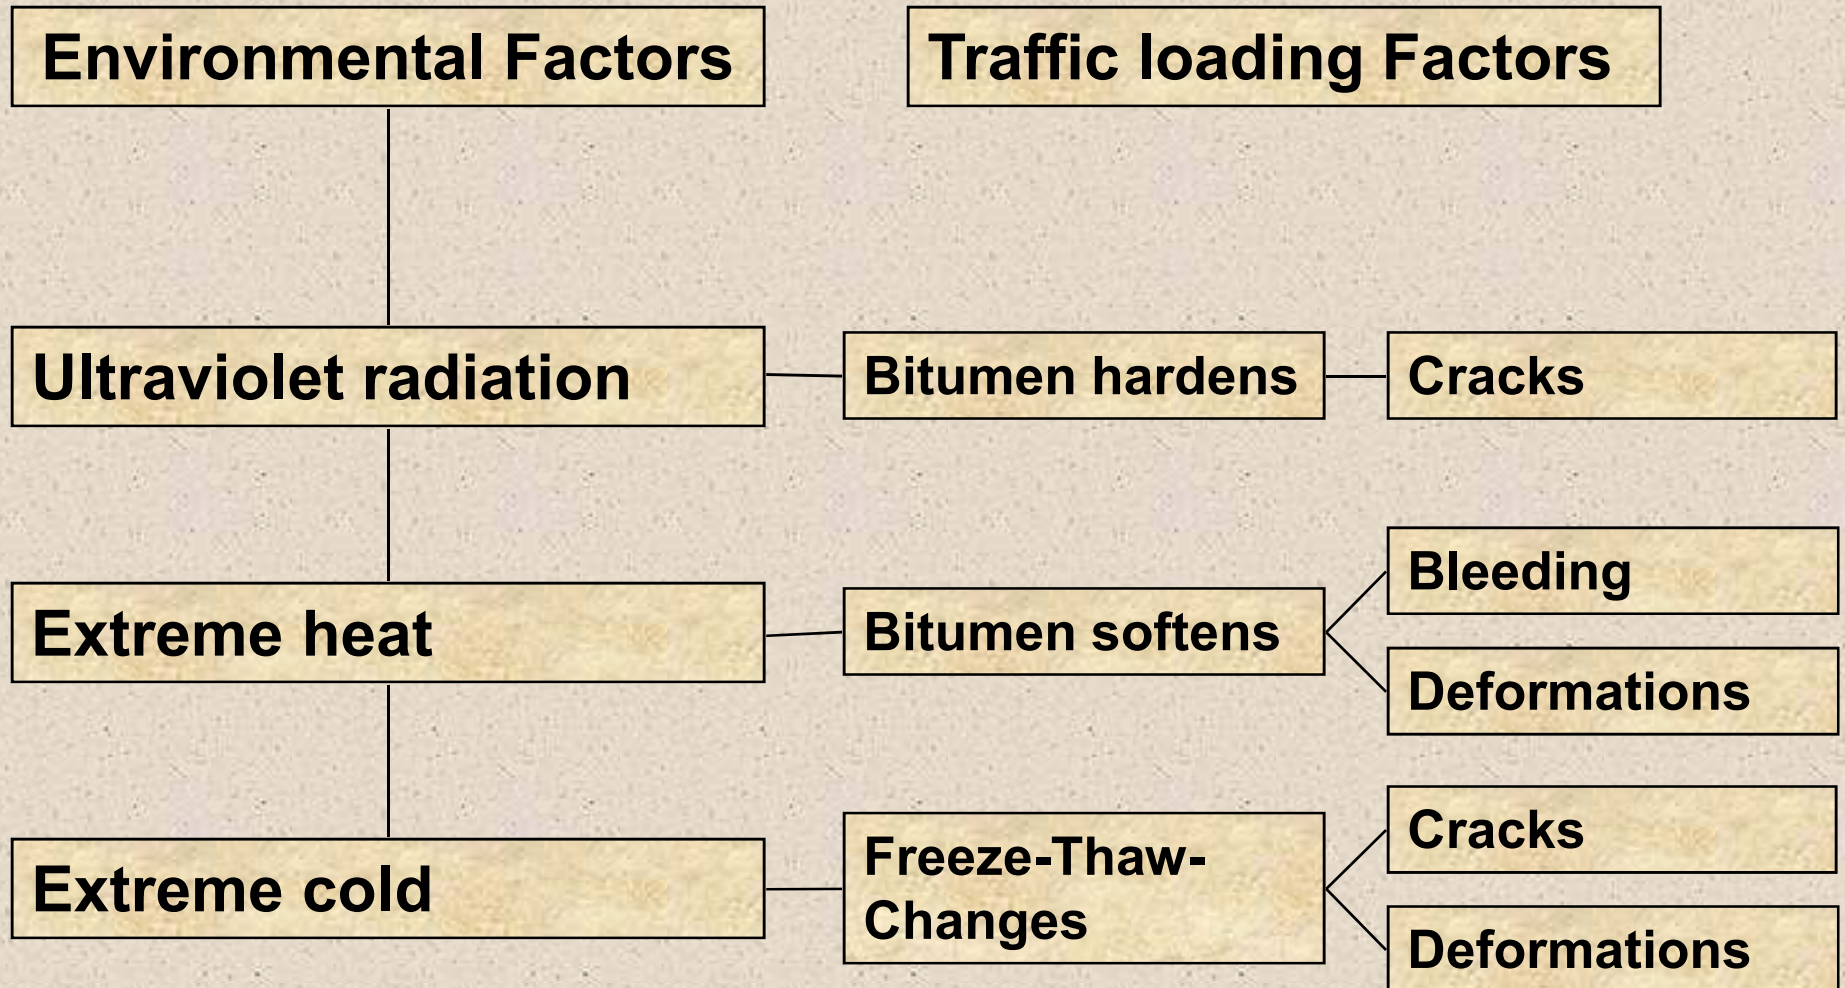 Environmental Factors
Traffic loading Factors
Ultraviolet radiation
Bitumen hardens
Cracks
Extreme heat
Bitumen softens
Bleeding
Deformations
Extreme cold
Freeze-Thaw-
Changes
Cracks
Deformations